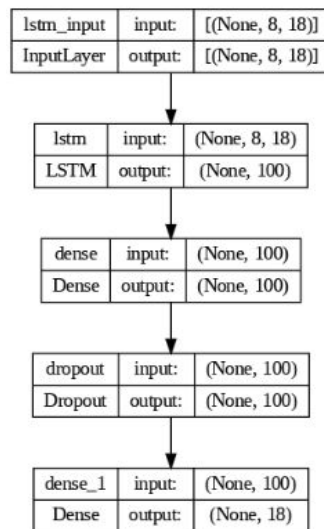 lstm_input input: [(None, 8, 18)]
InputLayer output: [(None, 8, 18)]
lstm input: (None, 8, 18)
LSTM output: (None, 100)
dense input: (None, 100)
Dense output: (None, 100)
dropout input: (None, 100)
Dropout output: (None, 100)
dense_1 input: (None, 100)
Dense output: (None, 18)